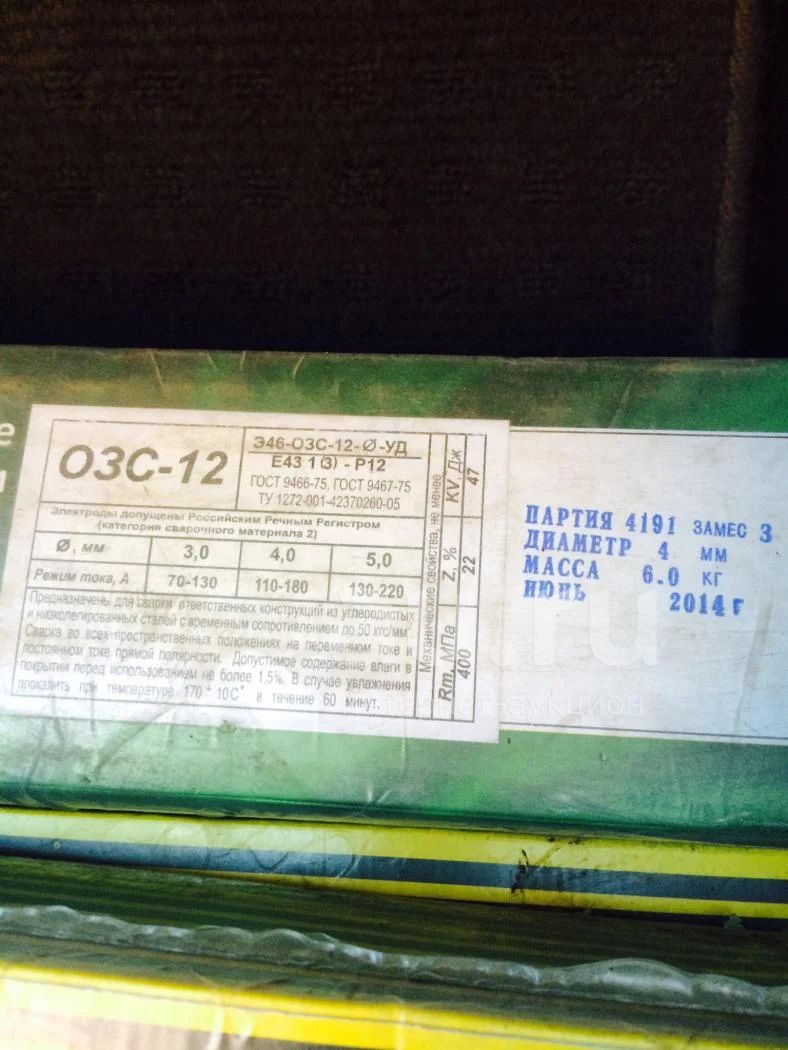 ОЗС-12
Э46-ОЗС-12-Ø-УД
Е43 1(3) - Р12
ГОСТ 9466-75, ГОСТ 9467-75
ТУ 1272-001-42370260-05
Электроды допущены Российским Речным Регистром
(категория сварочного материала 2)
Ø, мм 3,0 4,0 5,0
Режим тока, А 70-130 110-180 130-220
Предназначены для сварки ответственных конструкций из углеродистых
и низколегированных сталей с временным сопротивлением до 50 кгс/мм²
Сварка во всех пространственных положениях на переменном токе и
постоянном токе прямой полярности. Допустимое содержание влаги в
покрытии перед использованием не более 1,5%. В случае увлажнения
прокалить при температуре 170 ± 10С° в течение 60 минут.
Механические свойства, не менее
Rm, МПа Z, % KV, Дж
400 22 47
ПАРТИЯ 4191 ЗАМЕС 3
ДИАМЕТР 4 мм
МАССА 6.0 кг
ИЮНЬ 2014г
ru
интернет-аукцион